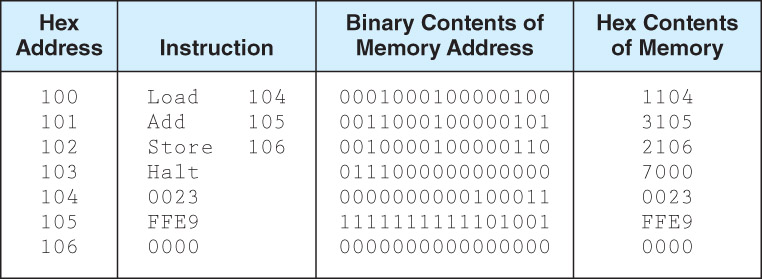 Hex Address Instruction Binary Contents of Memory Address Hex Contents of Memory
100 Load 104 0001000100000100 1104
101 Add 105 0011000100000101 3105
102 Store 106 0010000100000110 2106
103 Halt 0111000000000000 7000
104 0023 0000000000100011 0023
105 FFE9 1111111111101001 FFE9
106 0000 0000000000000000 0000